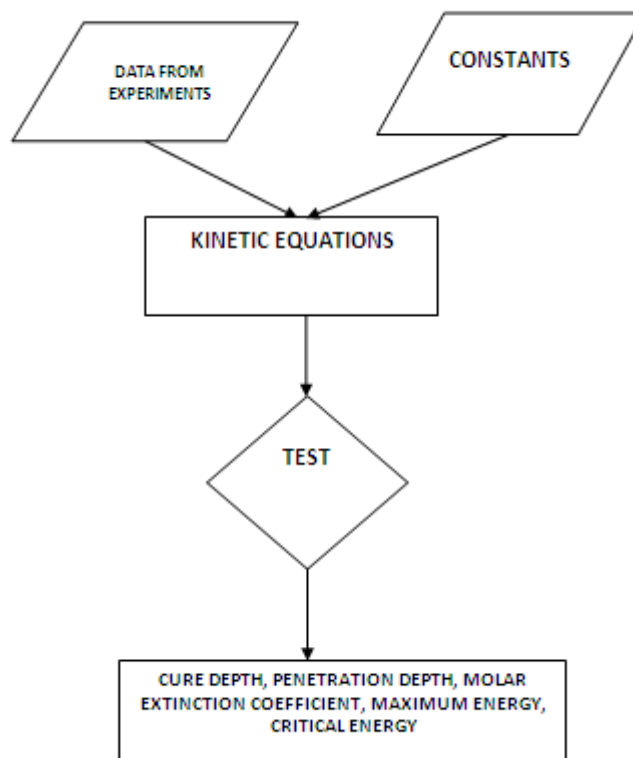 DATA FROM
EXPERIMENTS
CONSTANTS
KINETIC EQUATIONS
TEST
CURE DEPTH, PENETRATION DEPTH, MOLAR
EXTINCTION COEFFICIENT, MAXIMUM ENERGY,
CRITICAL ENERGY